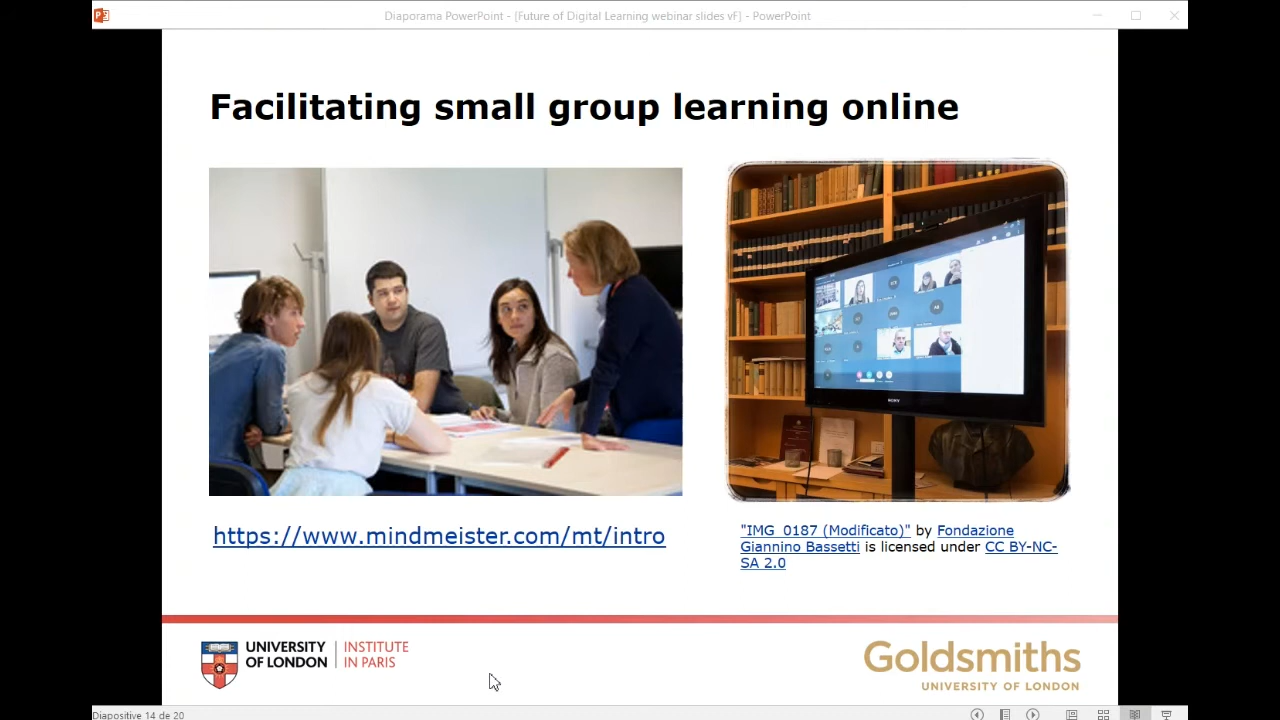 Diaporama PowerPoint - [Future of Digital Learning webinar slides vF] - PowerPoint
Facilitating small group learning online
https://www.mindmeister.com/mt/intro
"IMG_0187 (Modificato)" by Fondazione
Giannino Bassetti is licensed under CC BY-NC-
SA 2.0
UNIVERSITY
OF LONDON
INSTITUTE
IN PARIS
Goldsmiths
UNIVERSITY OF LONDON
Diapositive 14 de 20
SONY